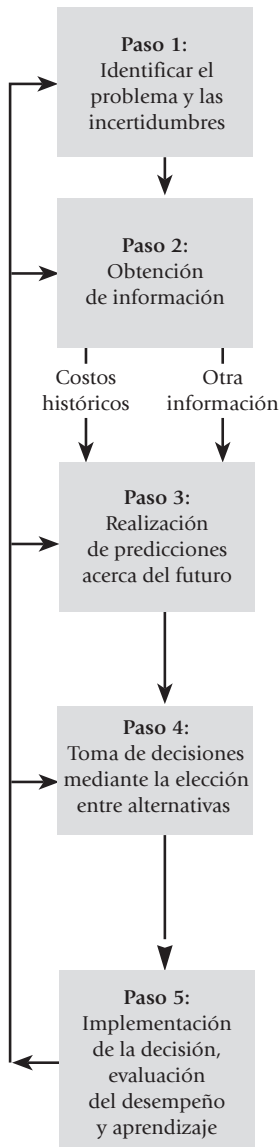 Paso 1:
Identificar el
problema y las
incertidumbres
Paso 2:
Obtención
de información
Costos
históricos
Otra
información
Paso 3:
Realización
de predicciones
acerca del futuro
Paso 4:
Toma de decisiones
mediante la elección
entre alternativas
Paso 5:
Implementación
de la decisión,
evaluación
del desempeño
y aprendizaje